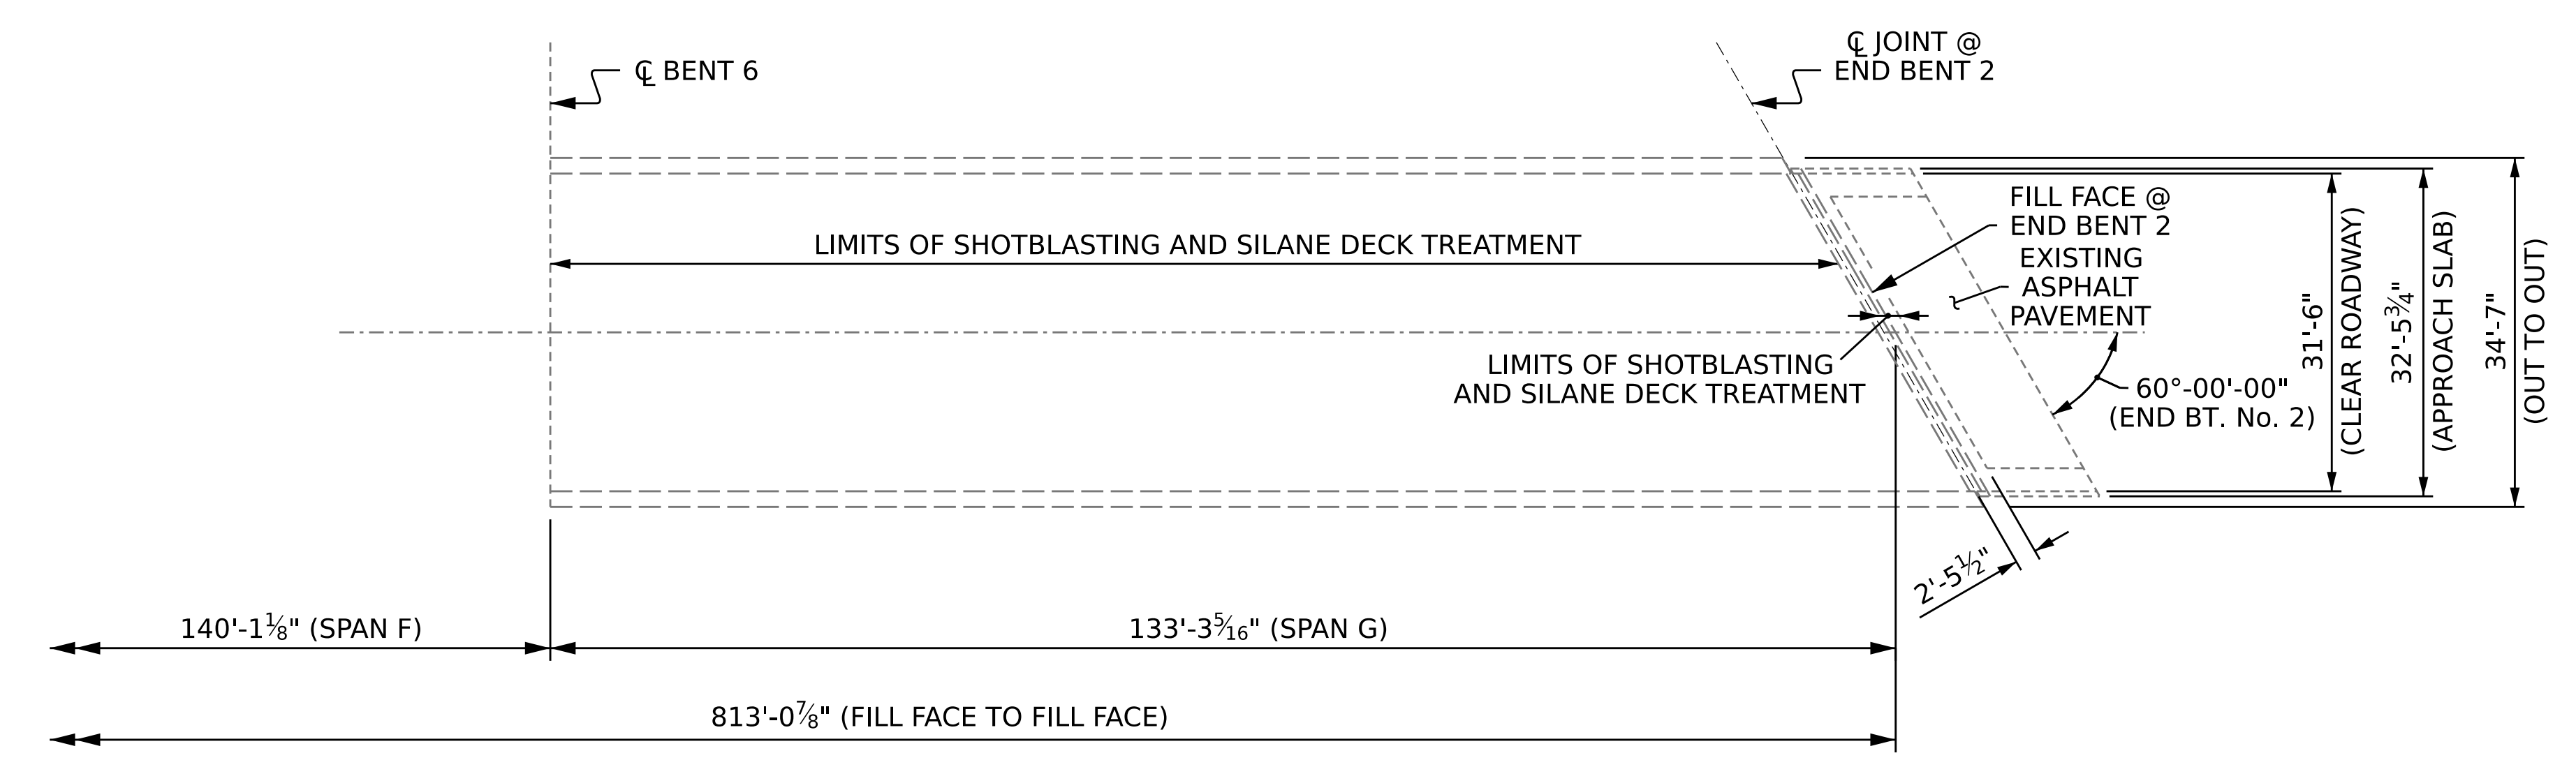 ℄ BENT 6
℄ JOINT @
END BENT 2
LIMITS OF SHOTBLASTING AND SILANE DECK TREATMENT
FILL FACE @
END BENT 2
EXISTING
ASPHALT
PAVEMENT
LIMITS OF SHOTBLASTING
AND SILANE DECK TREATMENT
60°-00'-00"
(END BT. No. 2)
31'-6"
(CLEAR ROADWAY)
32'-5¾"
(APPROACH SLAB)
34'-7"
(OUT TO OUT)
2'-5½"
140'-1⅛" (SPAN F)
133'-3⁵⁄₁₆" (SPAN G)
813'-0⅞" (FILL FACE TO FILL FACE)